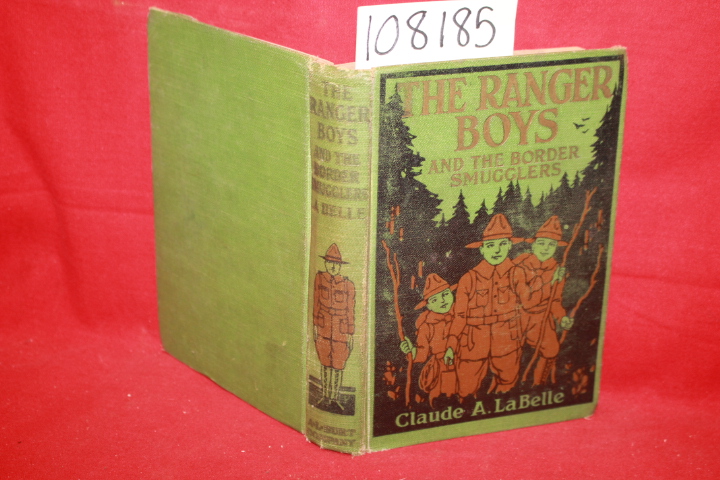 108185
THE RANGER
BOYS
AND THE BORDER
SMUGGLERS
Claude A. LaBelle
THE
RANGER
BOYS
AND THE
BORDER
SMUGGLERS
LA BELLE
A.L. BURT
COMPANY